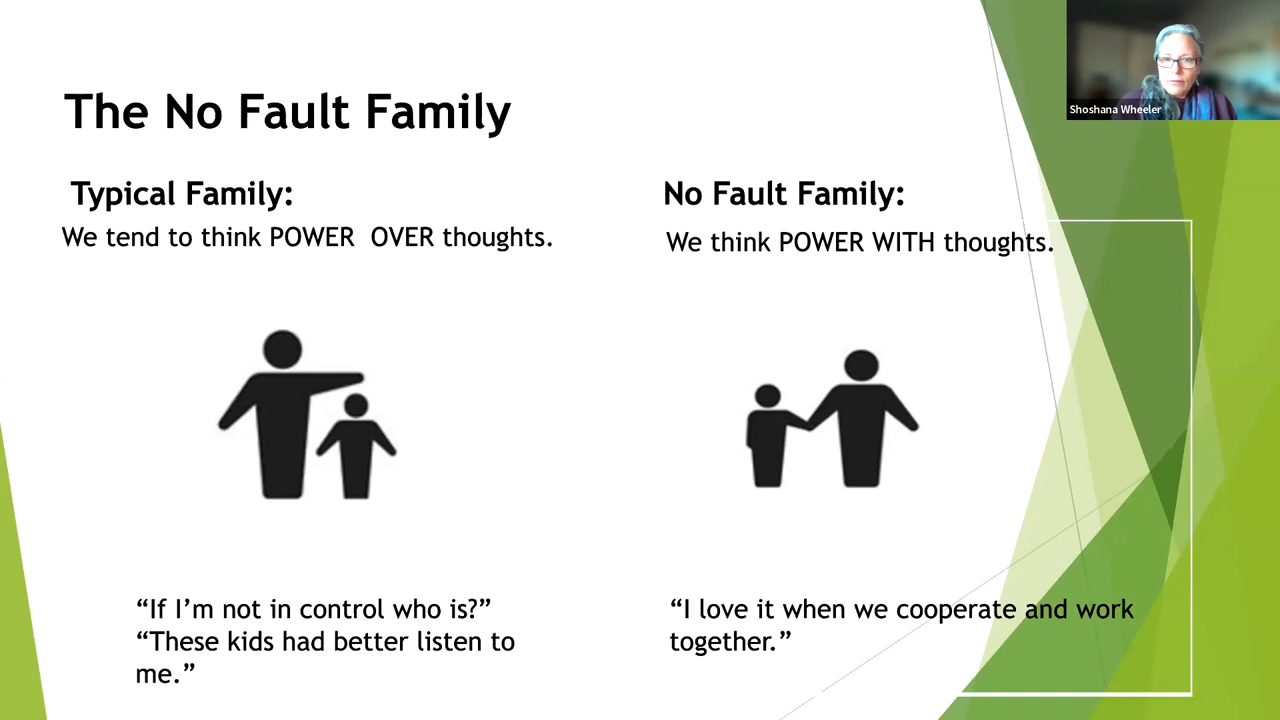 The No Fault Family
Typical Family:
We tend to think POWER  OVER thoughts.
“If I’m not in control who is?”
“These kids had better listen to
me.”
No Fault Family:
We think POWER WITH thoughts.
“I love it when we cooperate and work
together.”
Shoshana Wheeler